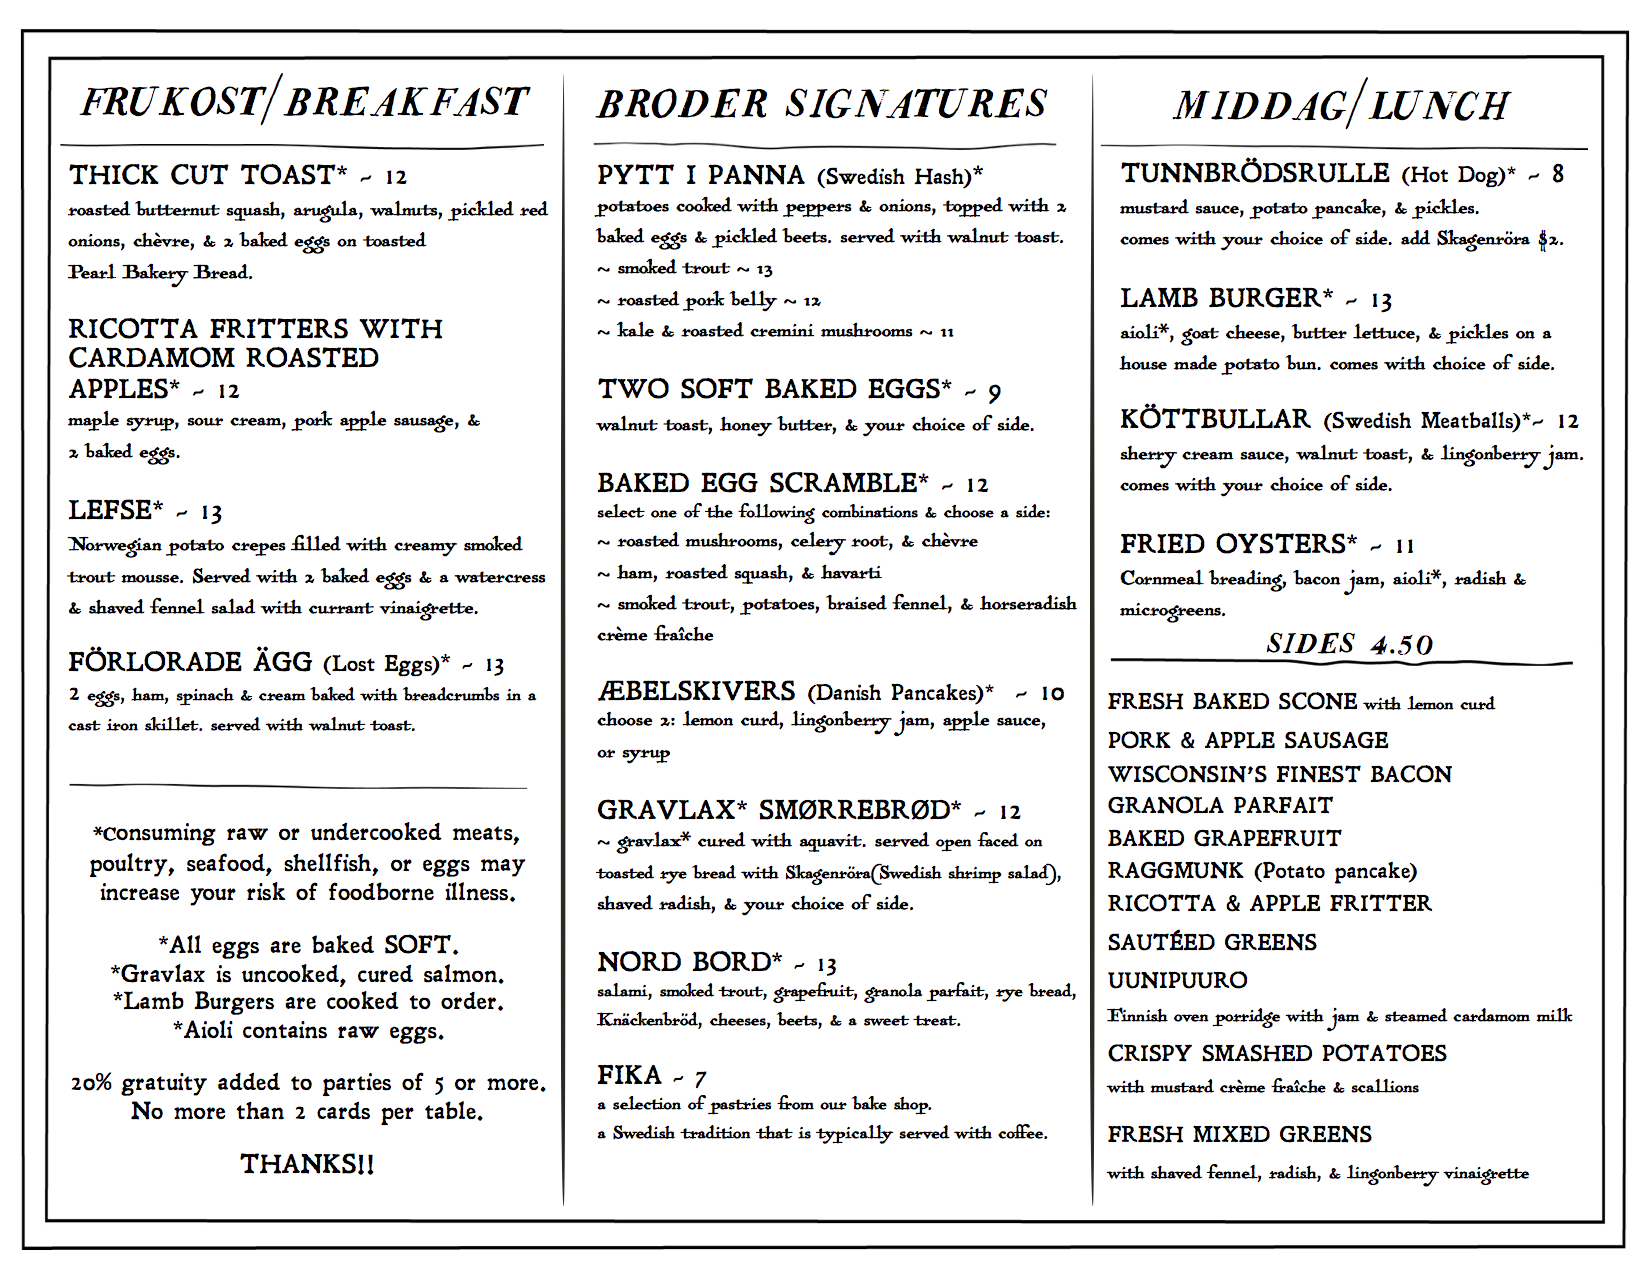 FRUKOST/BREAKFAST
THICK CUT TOAST* ~ 12
roasted butternut squash, arugula, walnuts, pickled red
onions, chèvre, & 2 baked eggs on toasted
Pearl Bakery Bread.
RICOTTA FRITTERS WITH
CARDAMOM ROASTED
APPLES* ~ 12
maple syrup, sour cream, pork apple sausage, &
2 baked eggs.
LEFSE* ~ 13
Norwegian potato crepes filled with creamy smoked
trout mousse. Served with 2 baked eggs & a watercress
& shaved fennel salad with currant vinaigrette.
FÖRLORADE ÄGG (Lost Eggs)* ~ 13
2 eggs, ham, spinach & cream baked with breadcrumbs in a
cast iron skillet. served with walnut toast.
*Consuming raw or undercooked meats,
poultry, seafood, shellfish, or eggs may
increase your risk of foodborne illness.
*All eggs are baked SOFT.
*Gravlax is uncooked, cured salmon.
*Lamb Burgers are cooked to order.
*Aioli contains raw eggs.
20% gratuity added to parties of 5 or more.
No more than 2 cards per table.
THANKS!!
BRODER SIGNATURES
PYTT I PANNA (Swedish Hash)*
potatoes cooked with peppers & onions, topped with 2
baked eggs & pickled beets. served with walnut toast.
~ smoked trout ~ 13
~ roasted pork belly ~ 12
~ kale & roasted cremini mushrooms ~ 11
TWO SOFT BAKED EGGS* ~ 9
walnut toast, honey butter, & your choice of side.
BAKED EGG SCRAMBLE* ~ 12
select one of the following combinations & choose a side:
~ roasted mushrooms, celery root, & chèvre
~ ham, roasted squash, & havarti
~ smoked trout, potatoes, braised fennel, & horseradish
crème fraîche
ÆBELSKIVERS (Danish Pancakes)* ~ 10
choose 2: lemon curd, lingonberry jam, apple sauce,
or syrup
GRAVLAX* SMØRREBRØD* ~ 12
~ gravlax* cured with aquavit. served open faced on
toasted rye bread with Skagenröra(Swedish shrimp salad),
shaved radish, & your choice of side.
NORD BORD* ~ 13
salami, smoked trout, grapefruit, granola parfait, rye bread,
Knäckenbröd, cheeses, beets, & a sweet treat.
FIKA ~ 7
a selection of pastries from our bake shop.
a Swedish tradition that is typically served with coffee.
MIDDAG/LUNCH
TUNNBRÖDSRULLE (Hot Dog)* ~ 8
mustard sauce, potato pancake, & pickles.
comes with your choice of side. add Skagenröra $2.
LAMB BURGER* ~ 13
aioli*, goat cheese, butter lettuce, & pickles on a
house made potato bun. comes with choice of side.
KÖTTBULLAR (Swedish Meatballs)*~ 12
sherry cream sauce, walnut toast, & lingonberry jam.
comes with your choice of side.
FRIED OYSTERS* ~ 11
Cornmeal breading, bacon jam, aioli*, radish &
microgreens.
SIDES 4.50
FRESH BAKED SCONE with lemon curd
PORK & APPLE SAUSAGE
WISCONSIN'S FINEST BACON
GRANOLA PARFAIT
BAKED GRAPEFRUIT
RAGGMUNK (Potato pancake)
RICOTTA & APPLE FRITTER
SAUTÉED GREENS
UUNIPUURO
Finnish oven porridge with jam & steamed cardamom milk
CRISPY SMASHED POTATOES
with mustard crème fraîche & scallions
FRESH MIXED GREENS
with shaved fennel, radish, & lingonberry vinaigrette